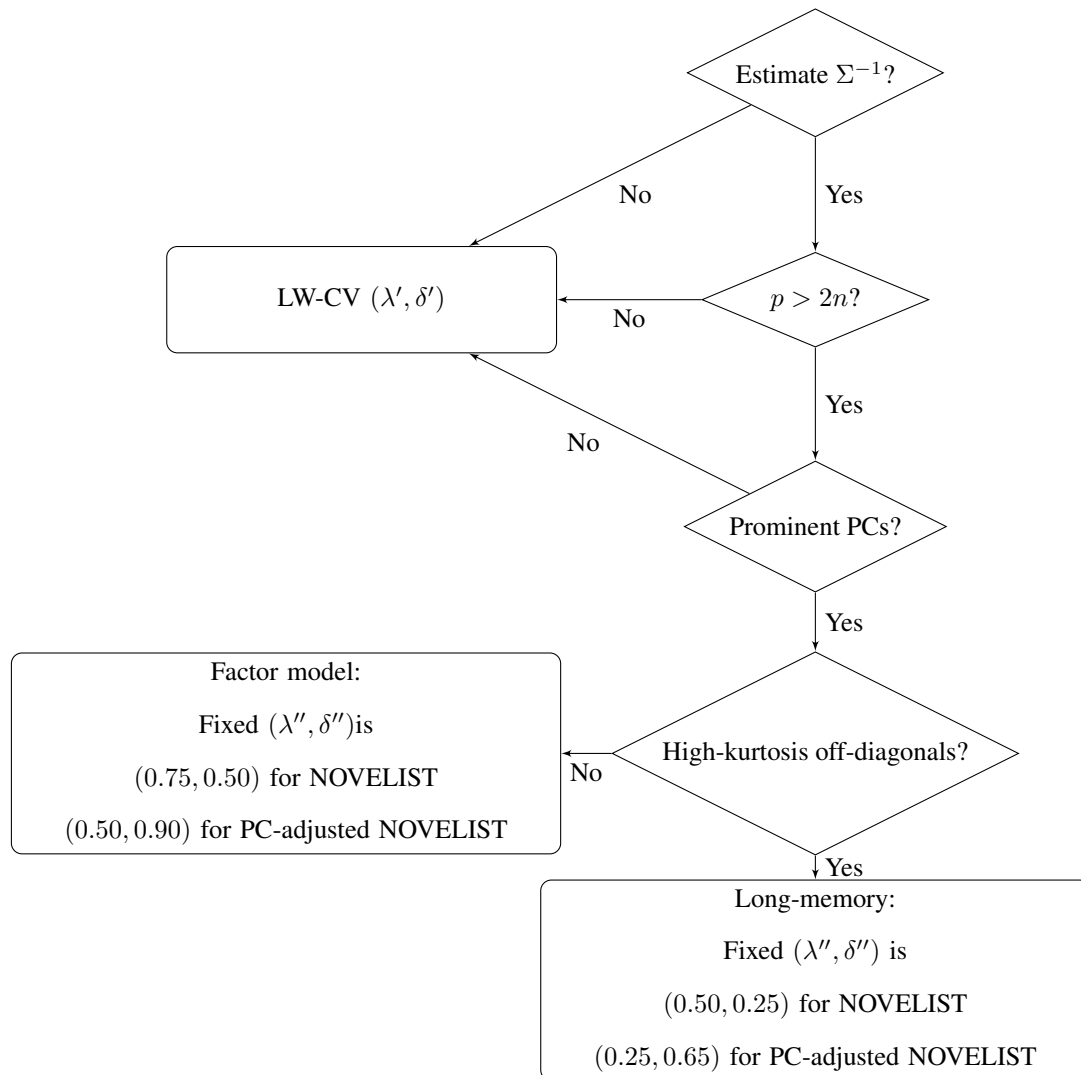 Estimate Σ⁻¹?
No
Yes
LW-CV (λ′, δ′)
p > 2n?
No
Yes
No
Prominent PCs?
Yes
Factor model:
Fixed (λ′′, δ′′)is
(0.75, 0.50) for NOVELIST
(0.50, 0.90) for PC-adjusted NOVELIST
High-kurtosis off-diagonals?
No
Yes
Long-memory:
Fixed (λ′′, δ′′) is
(0.50, 0.25) for NOVELIST
(0.25, 0.65) for PC-adjusted NOVELIST